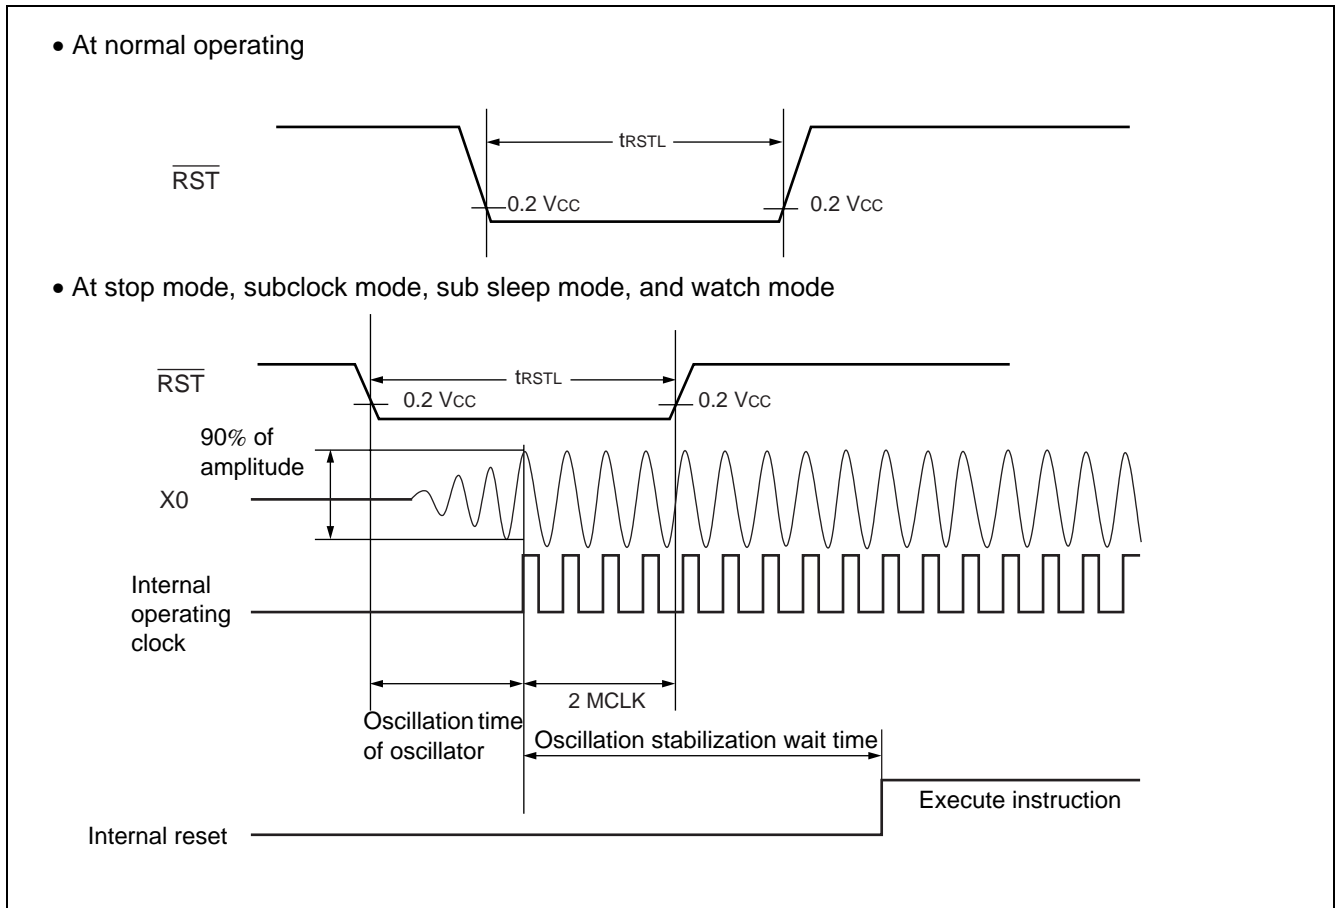 • At normal operating
tRSTL
RST
0.2 VCC
0.2 VCC
• At stop mode, subclock mode, sub sleep mode, and watch mode
RST
tRSTL
0.2 VCC
0.2 VCC
90% of
amplitude
X0
Internal
operating
clock
2 MCLK
Oscillation time
of oscillator
Oscillation stabilization wait time
Execute instruction
Internal reset